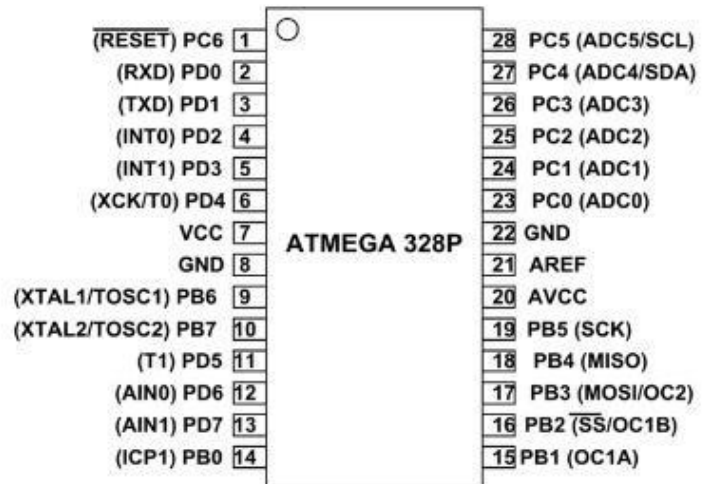 (RESET) PC6 1
(RXD) PD0 2
(TXD) PD1 3
(INT0) PD2 4
(INT1) PD3 5
(XCK/T0) PD4 6
VCC 7
GND 8
(XTAL1/TOSC1) PB6 9
(XTAL2/TOSC2) PB7 10
(T1) PD5 11
(AIN0) PD6 12
(AIN1) PD7 13
(ICP1) PB0 14
ATMEGA 328P
28 PC5 (ADC5/SCL)
27 PC4 (ADC4/SDA)
26 PC3 (ADC3)
25 PC2 (ADC2)
24 PC1 (ADC1)
23 PC0 (ADC0)
22 GND
21 AREF
20 AVCC
19 PB5 (SCK)
18 PB4 (MISO)
17 PB3 (MOSI/OC2)
16 PB2 (SS/OC1B)
15 PB1 (OC1A)